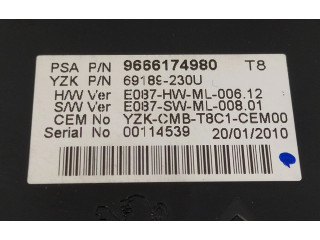 PSA P/N 9666174980 T8
YZK P/N 69189-230U
H/W Ver E087-HW-ML-006.12
S/W Ver E087-SW-ML-008.01
CEM No YZK-CMB-T8C1-CEM00
Serial No 00114539 20/01/2010